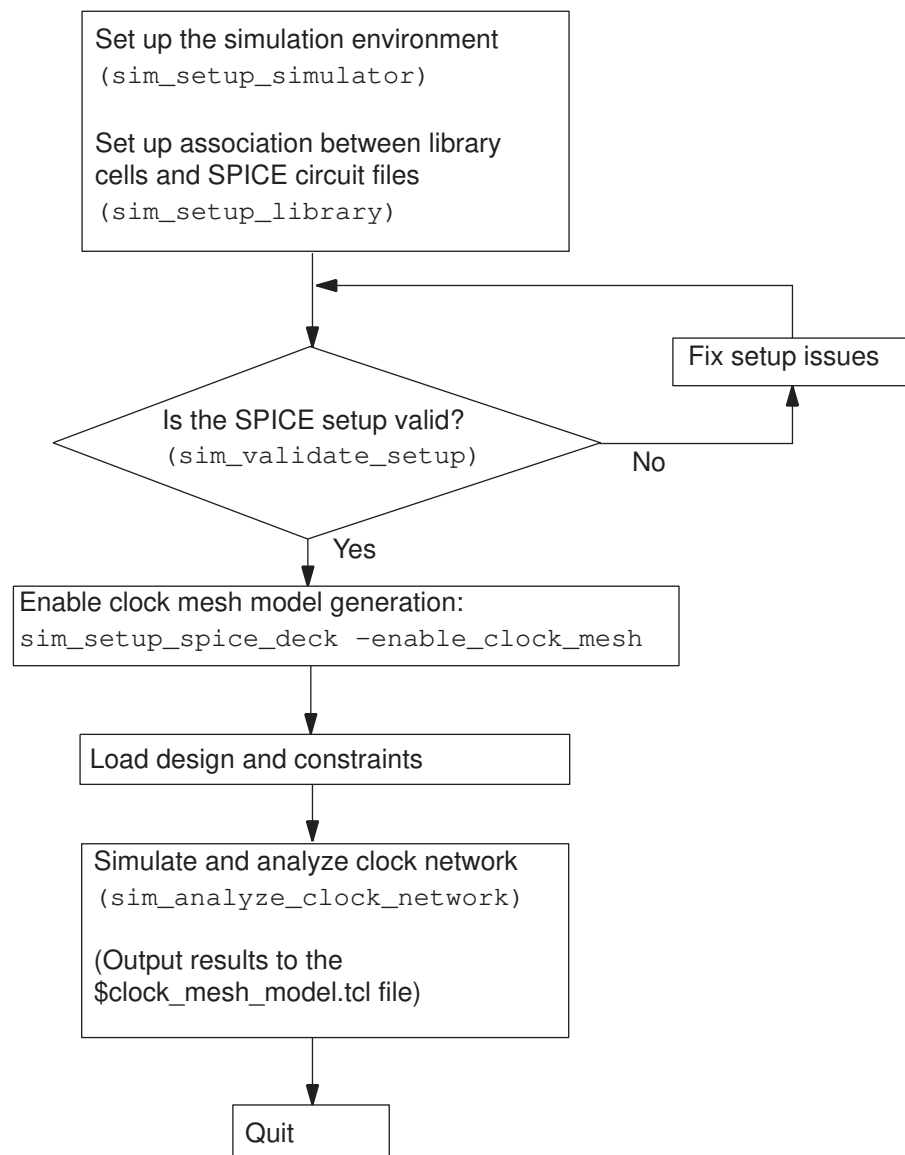 Set up the simulation environment
(sim_setup_simulator)
Set up association between library
cells and SPICE circuit files
(sim_setup_library)
Fix setup issues
Is the SPICE setup valid?
(sim_validate_setup)
No
Yes
Enable clock mesh model generation:
sim_setup_spice_deck -enable_clock_mesh
Load design and constraints
Simulate and analyze clock network
(sim_analyze_clock_network)
(Output results to the
$clock_mesh_model.tcl file)
Quit